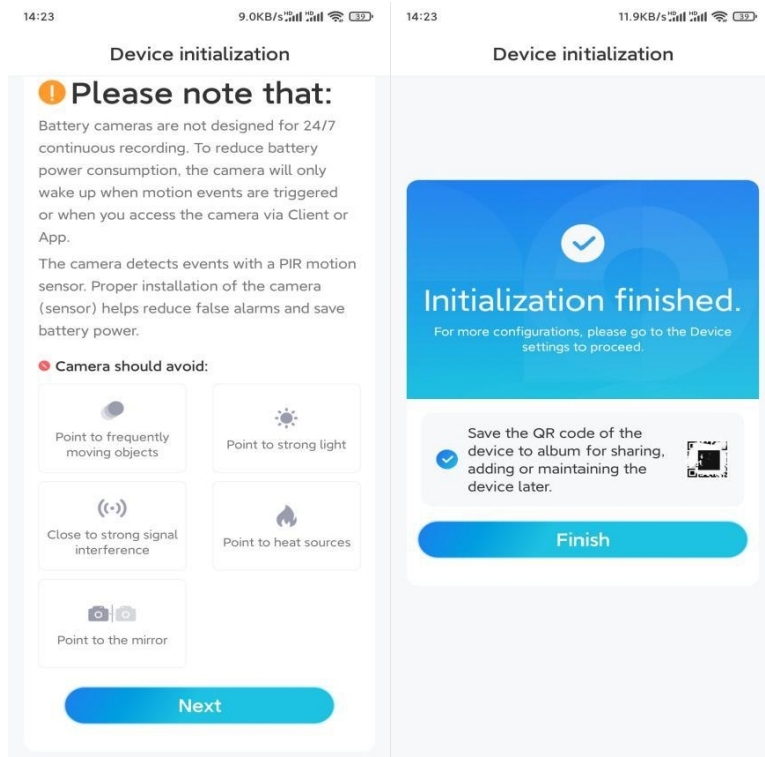 14:23
9.0KB/s HD HD 39
Device initialization
Please note that:
Battery cameras are not designed for 24/7
continuous recording. To reduce battery
power consumption, the camera will only
wake up when motion events are triggered
or when you access the camera via Client or
App.
The camera detects events with a PIR motion
sensor. Proper installation of the camera
(sensor) helps reduce false alarms and save
battery power.
Camera should avoid:
Point to frequently
moving objects
Point to strong light
Close to strong signal
interference
Point to heat sources
Point to the mirror
Next
14:23
11.9KB/s HD HD 39
Device initialization
Initialization finished.
For more configurations, please go to the Device
settings to proceed.
Save the QR code of the
device to album for sharing,
adding or maintaining the
device later.
Finish